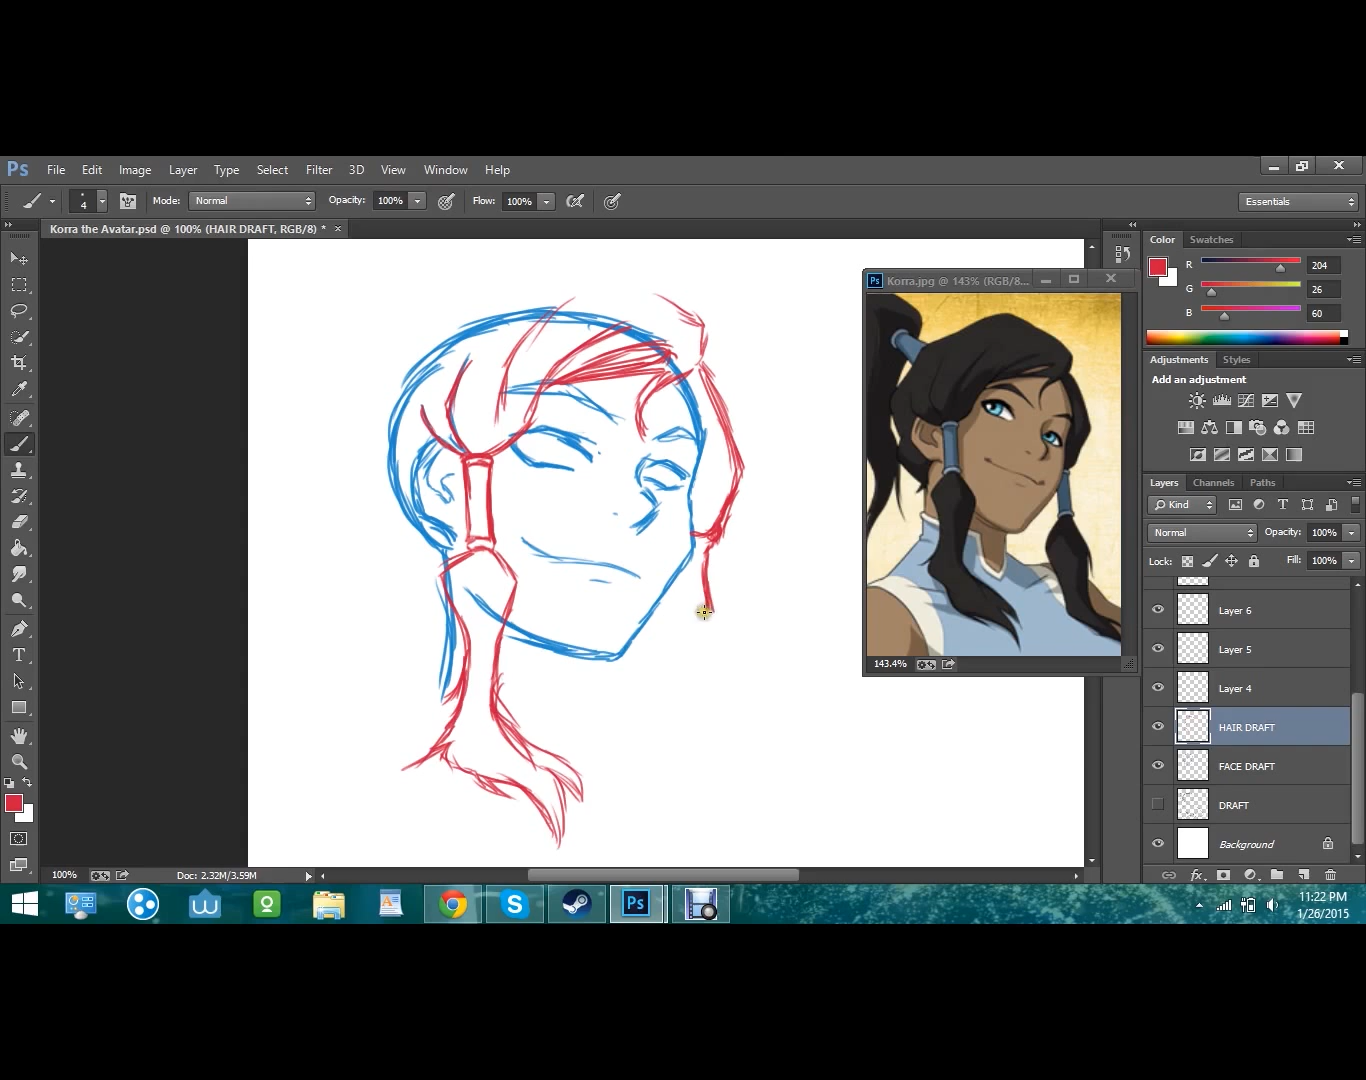 Ps File Edit Image Layer Type Select Filter 3D View Window Help
4 Mode: Normal Opacity: 100% Flow: 100% Essentials
Korra the Avatar.psd @ 100% (HAIR DRAFT, RGB/8) * ×
Color Swatches
R 204
G 26
B 60
Ps Korra.jpg @ 143% (RGB/8...
143.4%
Adjustments Styles
Add an adjustment
Layers Channels Paths
Kind
Normal Opacity: 100%
Lock: Fill: 100%
Layer 6
Layer 5
Layer 4
HAIR DRAFT
FACE DRAFT
DRAFT
Background
100% Doc: 2.32M/3.59M
Ps
11:22 PM
1/26/2015